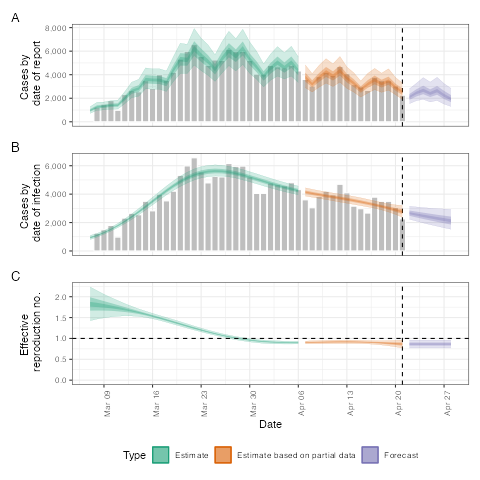 A
8,000
6,000
4,000
2,000
0
Cases by
date of report
B
6,000
4,000
2,000
0
Cases by
date of infection
C
2.0
1.5
1.0
0.5
0.0
Effective
reproduction no.
Mar 09
Mar 16
Mar 23
Mar 30
Apr 06
Apr 13
Apr 20
Apr 27
Date
Type Estimate Estimate based on partial data Forecast